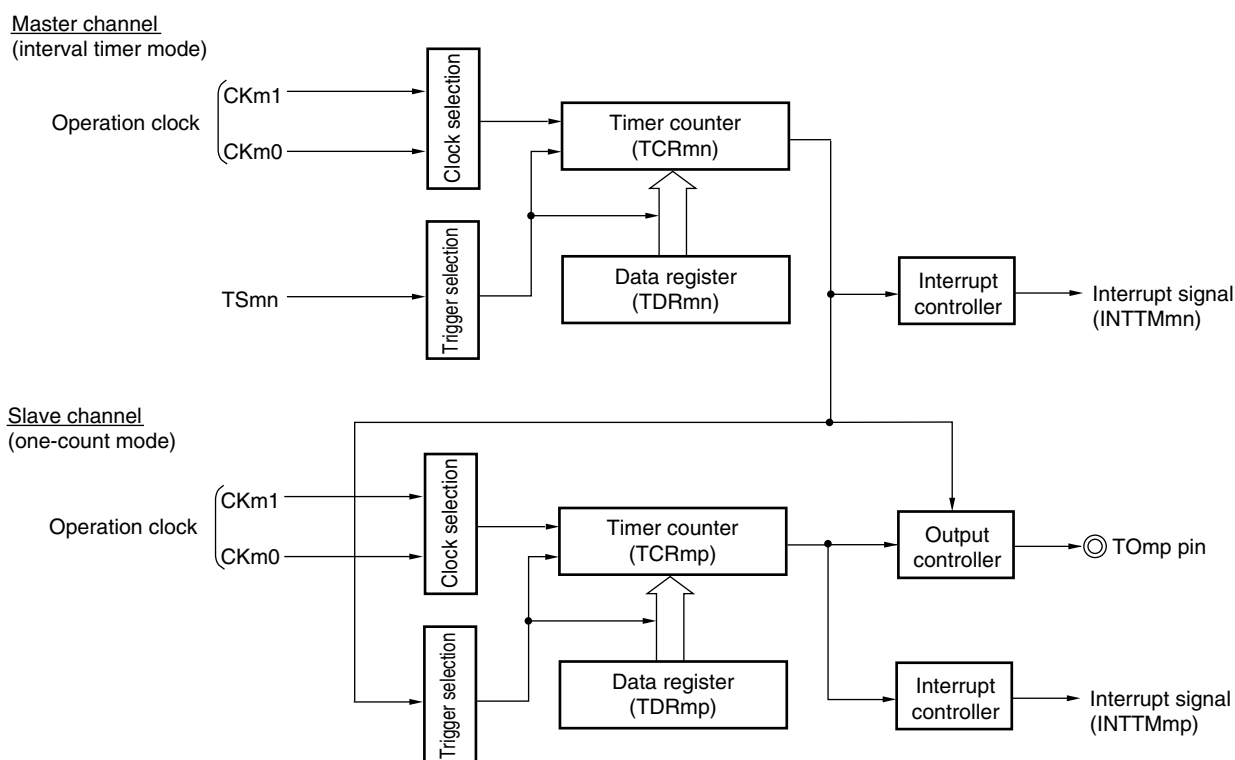 Master channel
(interval timer mode)
Operation clock
CKm1
CKm0
Clock selection
Timer counter
(TCRmn)
TSmn
Trigger selection
Data register
(TDRmn)
Interrupt
controller
Interrupt signal
(INTTMmn)
Slave channel
(one-count mode)
Operation clock
CKm1
CKm0
Clock selection
Timer counter
(TCRmp)
Output
controller
TOmp pin
Trigger selection
Data register
(TDRmp)
Interrupt
controller
Interrupt signal
(INTTMmp)